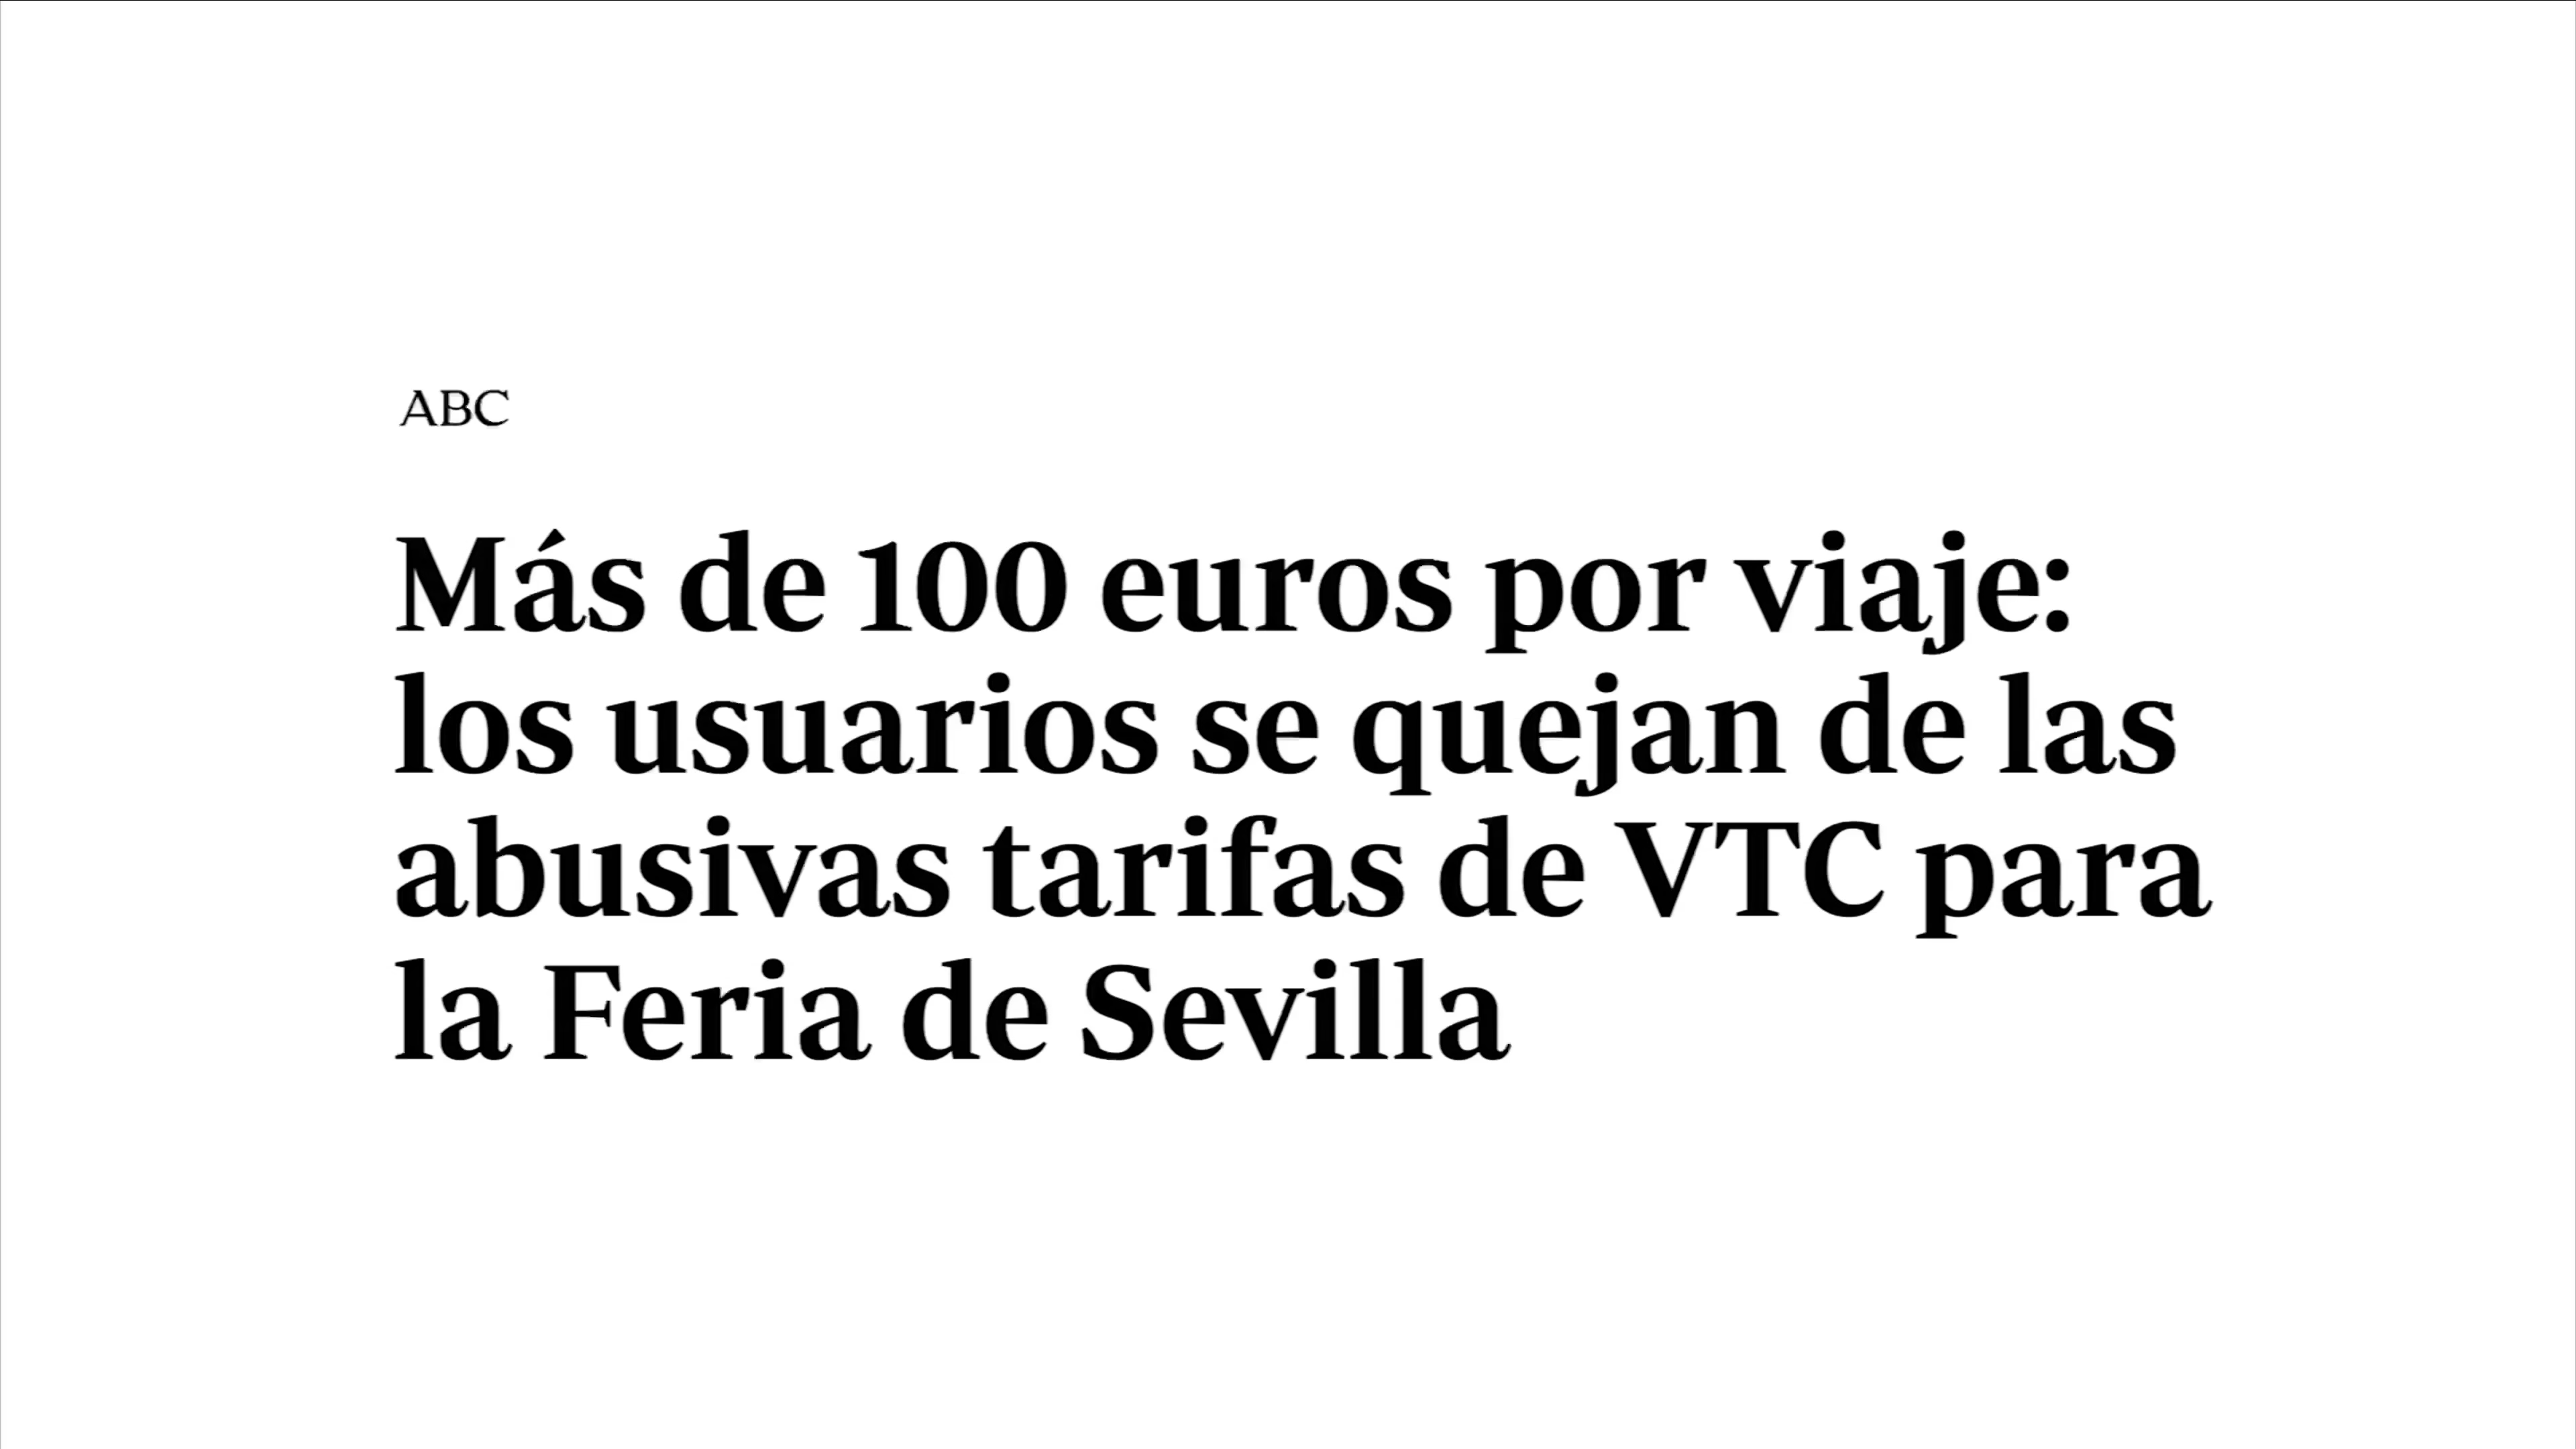 ABC
Más de 100 euros por viaje:
los usuarios se quejan de las
abusivas tarifas de VTC para
la Feria de Sevilla